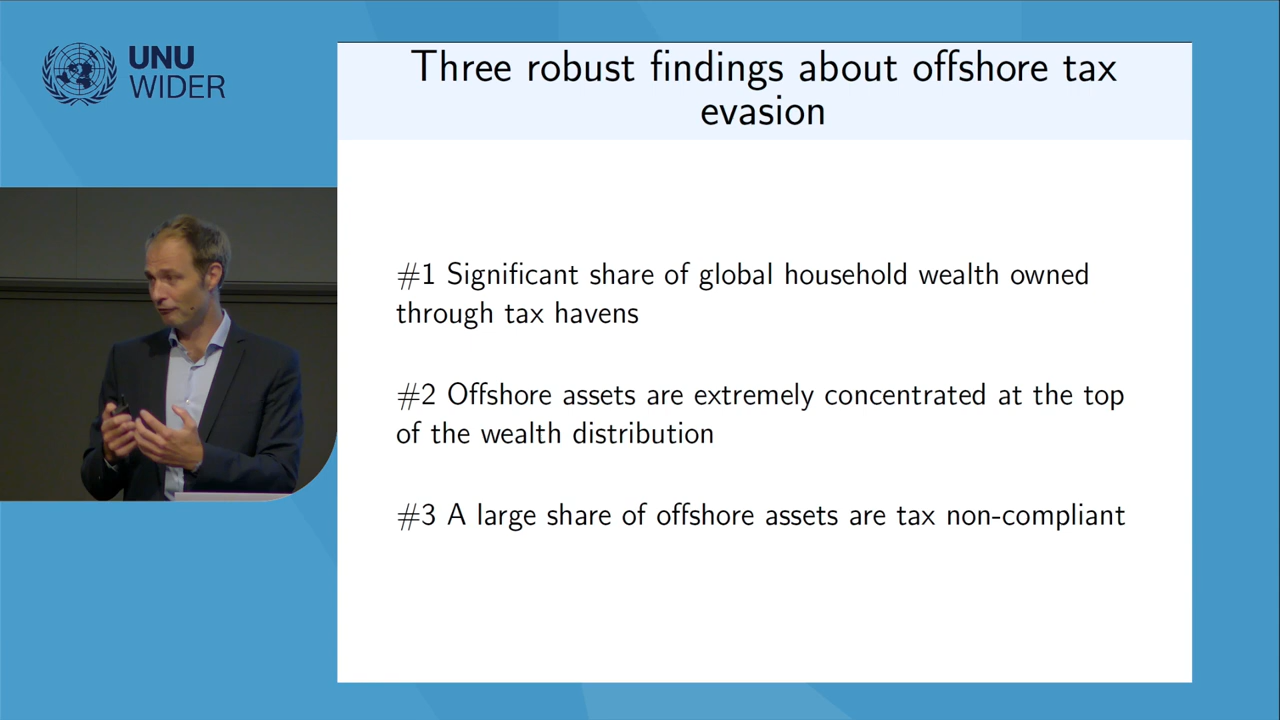 UNU
WIDER
Three robust findings about offshore tax
evasion
#1 Significant share of global household wealth owned
through tax havens
#2 Offshore assets are extremely concentrated at the top
of the wealth distribution
#3 A large share of offshore assets are tax non-compliant